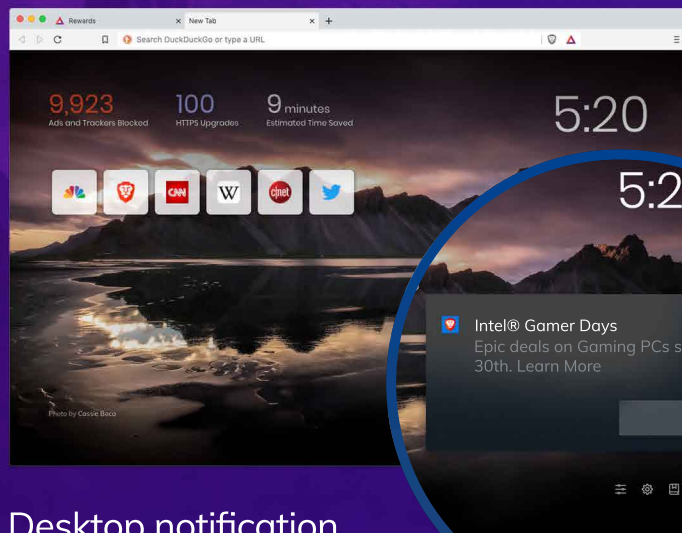 Rewards
New Tab
Search DuckDuckGo or type a URL
9,923
100
9 minutes
Ads and Trackers Blocked
HTTPS Upgrades
Estimated Time Saved
5:20
CNN
W
c|net
5:2
Intel® Gamer Days
Epic deals on Gaming PCs s
30th. Learn More
Photo by Cassie Boca
Desktop notification